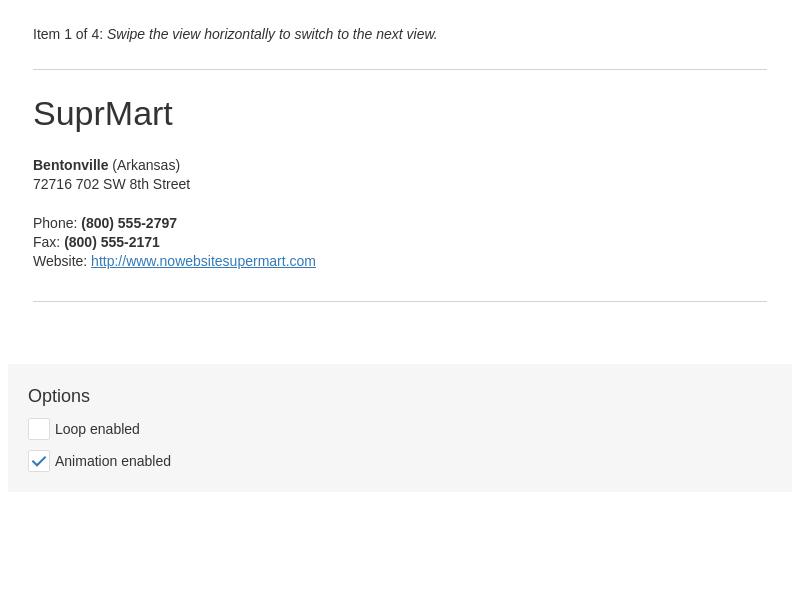 Item 1 of 4: Swipe the view horizontally to switch to the next view.
SuprMart
Bentonville (Arkansas)
72716 702 SW 8th Street
Phone: (800) 555-2797
Fax: (800) 555-2171
Website: http://www.nowebsitesupermart.com
Options
Loop enabled
Animation enabled